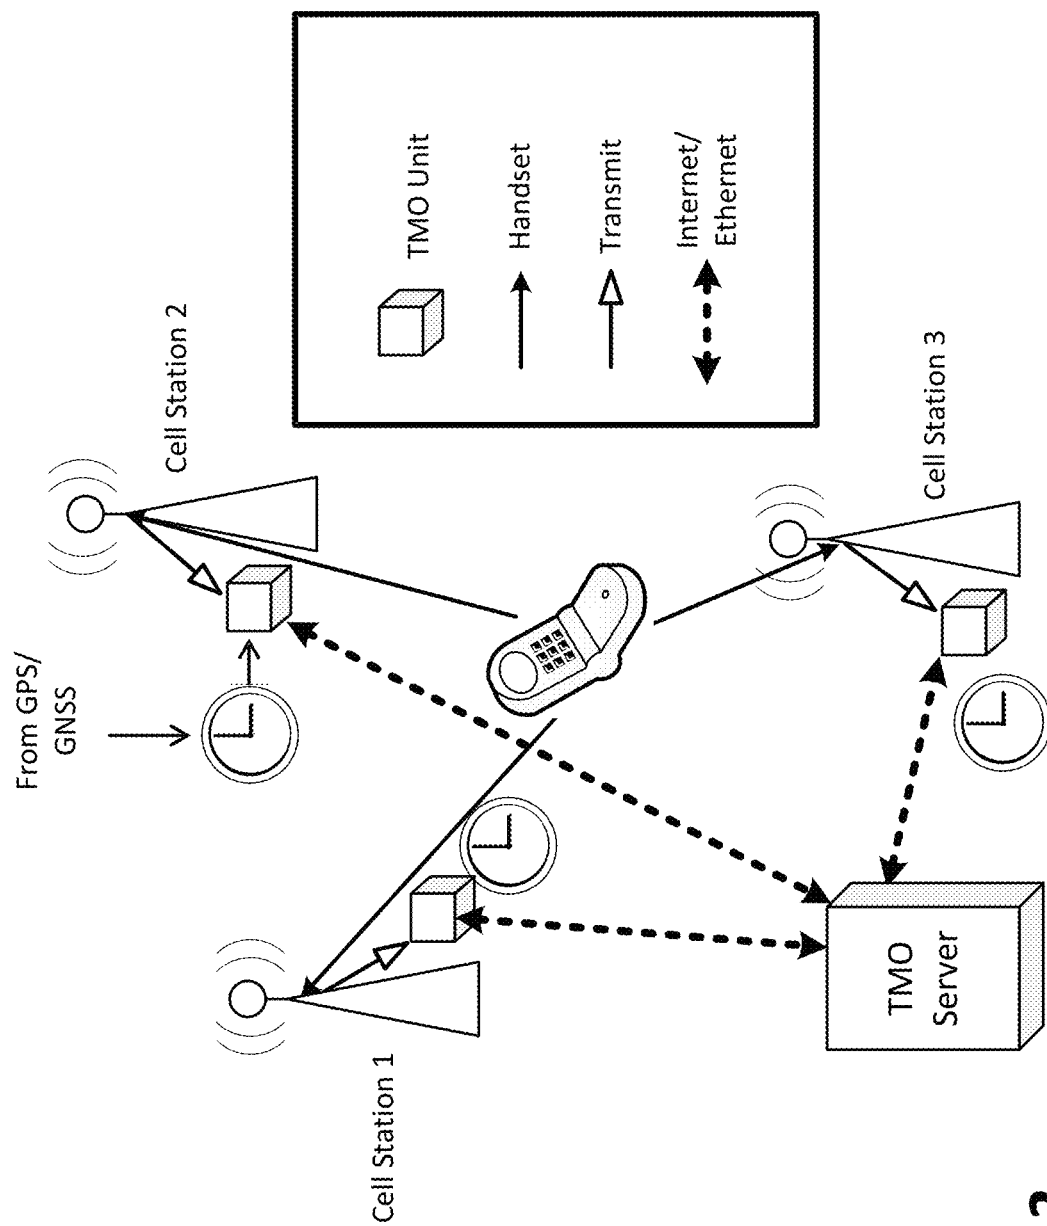 From GPS/
GNSS
Cell Station 2
Cell Station 1
TMO Unit
Handset
Transmit
Internet/
Ethernet
TMO
Server
Cell Station 3